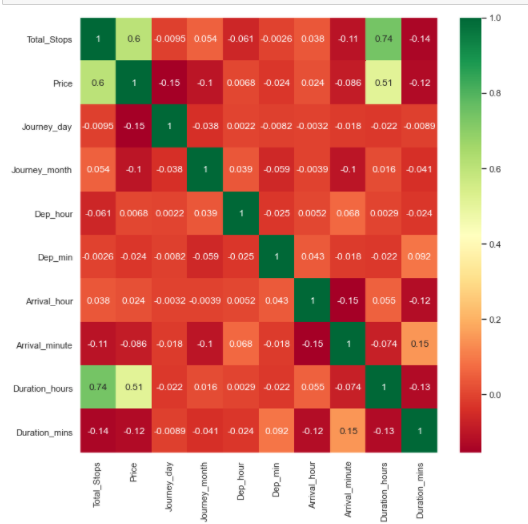 Total_Stops 1 0.6 -0.0095 0.054 -0.061 -0.0026 0.038 -0.11 0.74 -0.14
Price 0.6 1 -0.15 -0.1 0.0068 -0.024 0.024 -0.086 0.51 -0.12
Journey_day -0.0095 -0.15 1 -0.038 0.0022 -0.0082 -0.0032 -0.018 -0.022 -0.0089
Journey_month 0.054 -0.1 -0.038 1 0.039 -0.059 -0.0039 -0.1 0.016 -0.041
Dep_hour -0.061 0.0068 0.0022 0.039 1 -0.025 0.0052 0.068 0.0029 -0.024
Dep_min -0.0026 -0.024 -0.0082 -0.059 -0.025 1 0.043 -0.018 -0.022 0.092
Arrival_hour 0.038 0.024 -0.0032 -0.0039 0.0052 0.043 1 -0.15 0.055 -0.12
Arrival_minute -0.11 -0.086 -0.018 -0.1 0.068 -0.018 -0.15 1 -0.074 0.15
Duration_hours 0.74 0.51 -0.022 0.016 0.0029 -0.022 0.055 -0.074 1 -0.13
Duration_mins -0.14 -0.12 -0.0089 -0.041 -0.024 0.092 -0.12 0.15 -0.13 1
Total_Stops
Price
Journey_day
Journey_month
Dep_hour
Dep_min
Arrival_hour
Arrival_minute
Duration_hours
Duration_mins
1.0
0.8
0.6
0.4
0.2
0.0